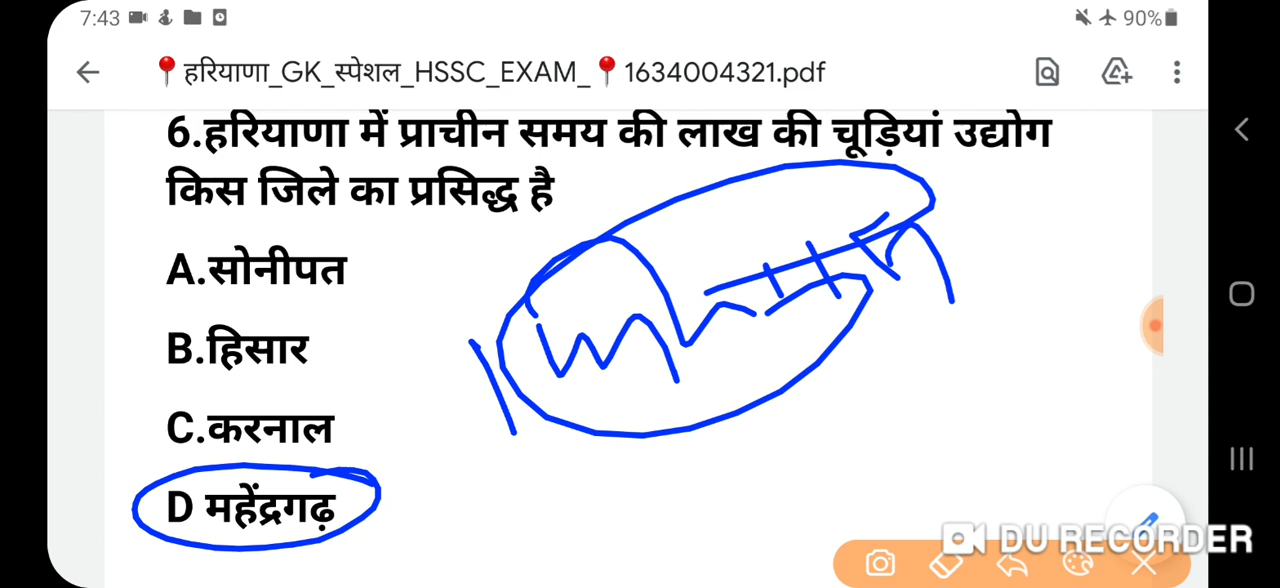 7:43
90%
हरियाणा_GK_स्पेशल_HSSC_EXAM_📍1634004321.pdf
6.हरियाणा में प्राचीन समय की लाख की चूड़ियां उद्योग
किस जिले का प्रसिद्ध है
A.सोनीपत
B.हिसार
C.करनाल
D महेंद्रगढ़
DU RECORDER